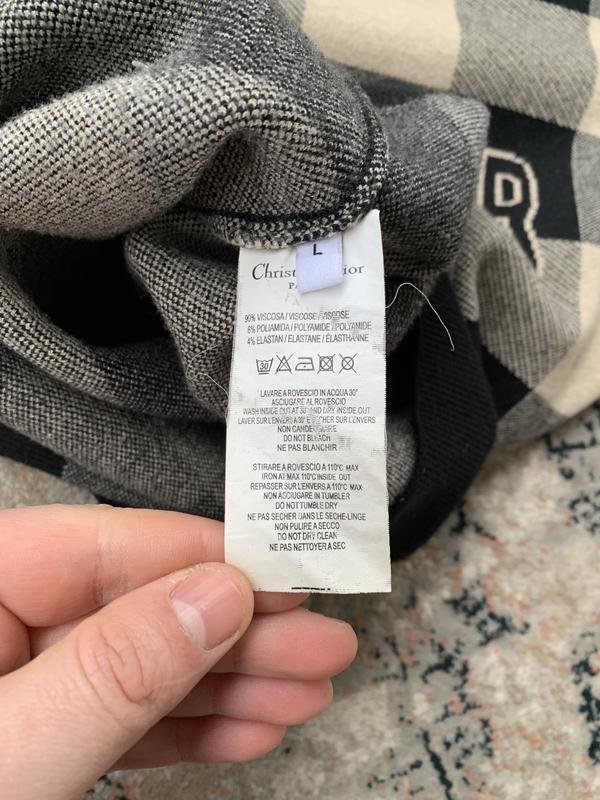 D
L
Christ Dior
PA
90% VISCOSA / VISCOSE / VISCOSE
6% POLIAMIDA / POLYAMIDE / POLYAMIDE
4% ELASTAN / ÉLASTANE / ELASTHANNE
30
LAVARE A ROVESCIO IN ACQUA 30°
ASCIUGARE AL ROVESCIO
WASH INSIDE OUT AT 30° AND DRY INSIDE OUT
LAVER SUR L'ENVERS A 30° E SECHER SUR L'ENVERS
NON CANDEGGIARE
DO NOT BLEACH
NE PAS BLANCHIR
STIRARE A ROVESCIO A 110°C MAX
IRON AT MAX 110°C INSIDE OUT
REPASSER SUR L'ENVERS A 110°C MAX
NON ASCIUGARE IN TUMBLER
DO NOT TUMBLE DRY
NE PAS SECHER DANS LE SECHE-LINGE
NON PULIRE A SECCO
DO NOT DRY CLEAN
NE PAS NETTOYER A SEC